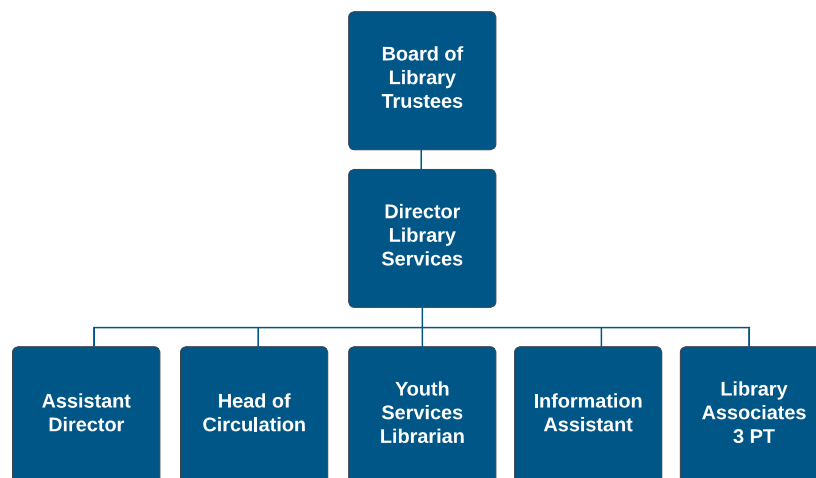 Board of
Library
Trustees
Director
Library
Services
Assistant
Director
Head of
Circulation
Youth
Services
Librarian
Information
Assistant
Library
Associates
3 PT